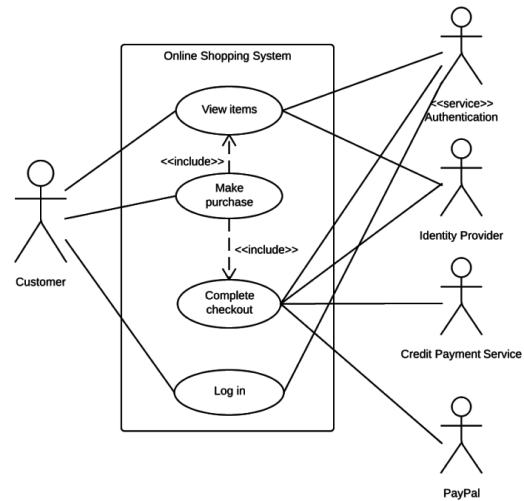 Online Shopping System
View items
<<include>>
Make
purchase
<<include>>
Complete
checkout
Log in
Customer
<<service>>
Authentication
Identity Provider
Credit Payment Service
PayPal